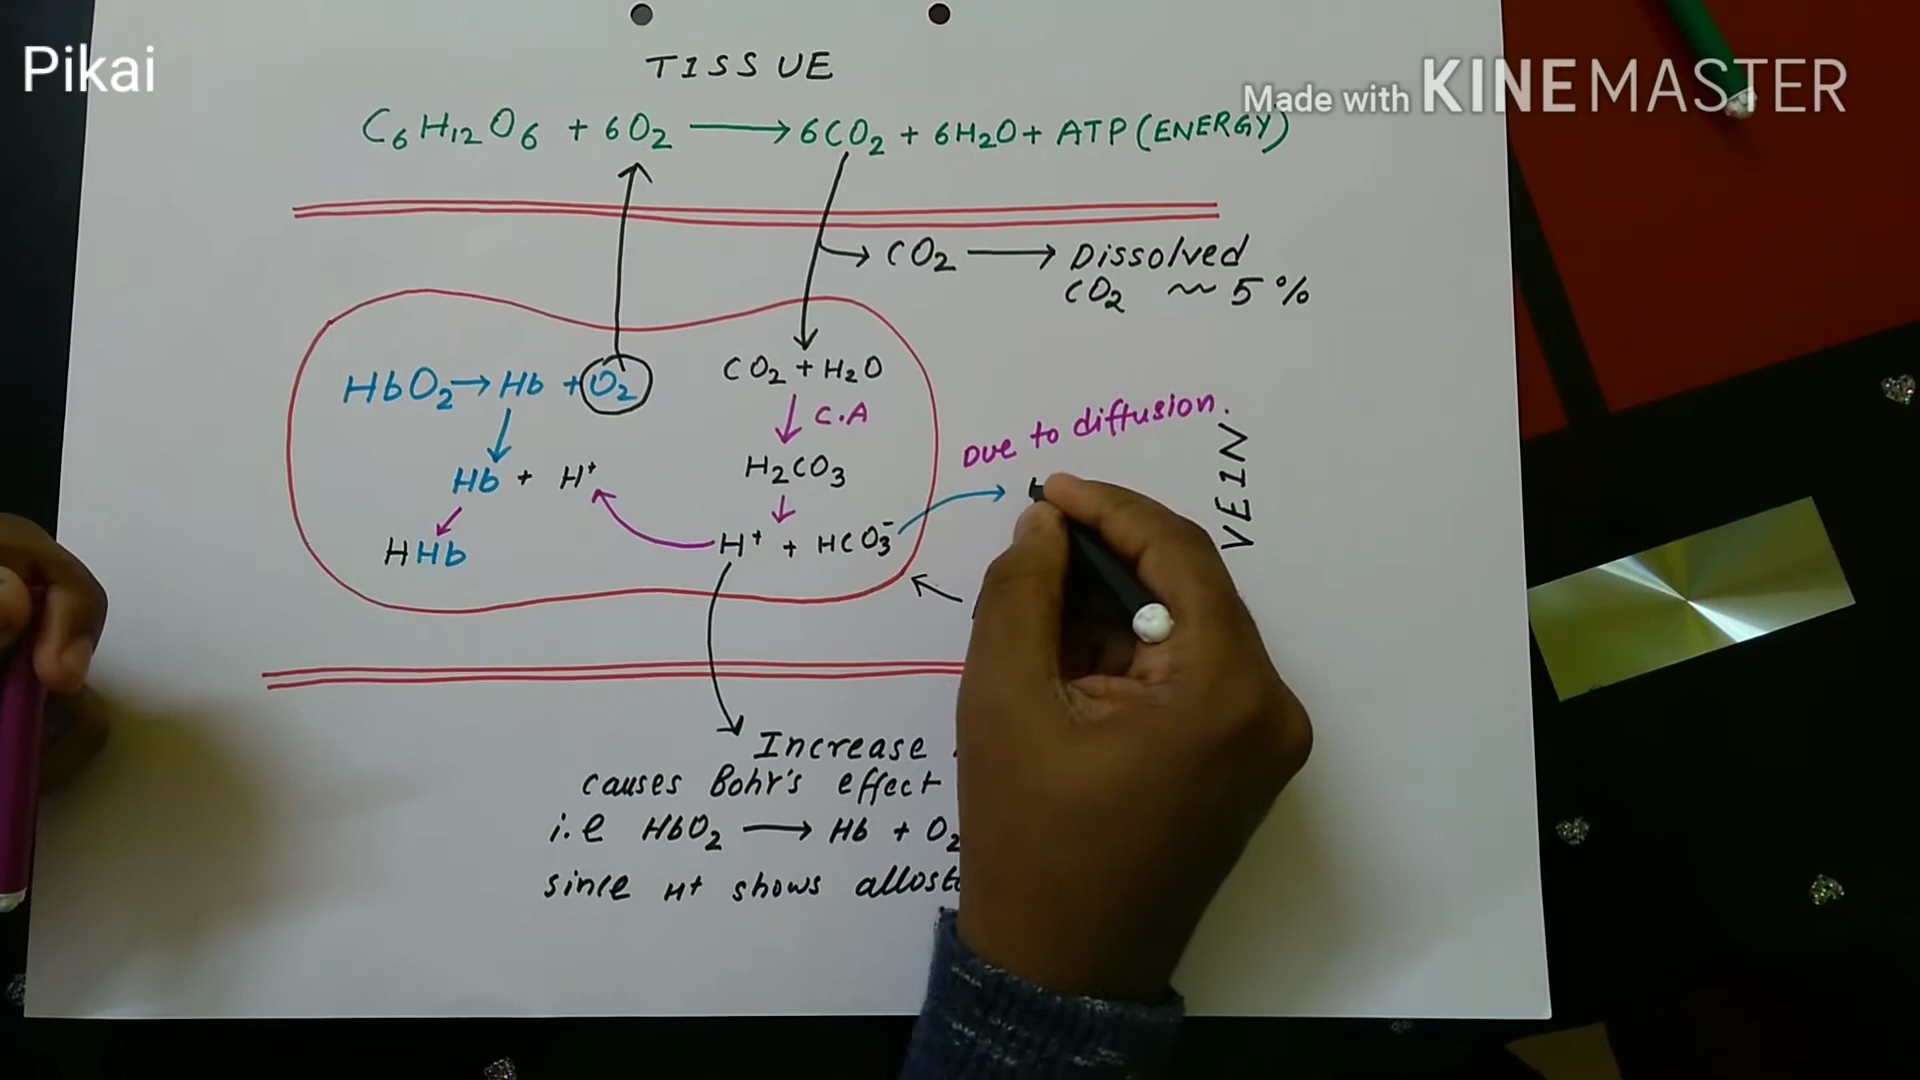 Pikai
Made with KINEMASTER
TISSUE
C6H12O6 + 6O2 → 6CO2 + 6H2O + ATP (ENERGY)
CO2 → Dissolved
CO2 ~ 5%
HbO2 → Hb + O2
CO2 + H2O
C.A
Due to diffusion.
VEIN
Hb + H⁺
H2CO3
HHb
H⁺ + HCO3⁻
Increase
causes Bohr's effect
i.e HbO2 → Hb + O2
since H⁺ shows